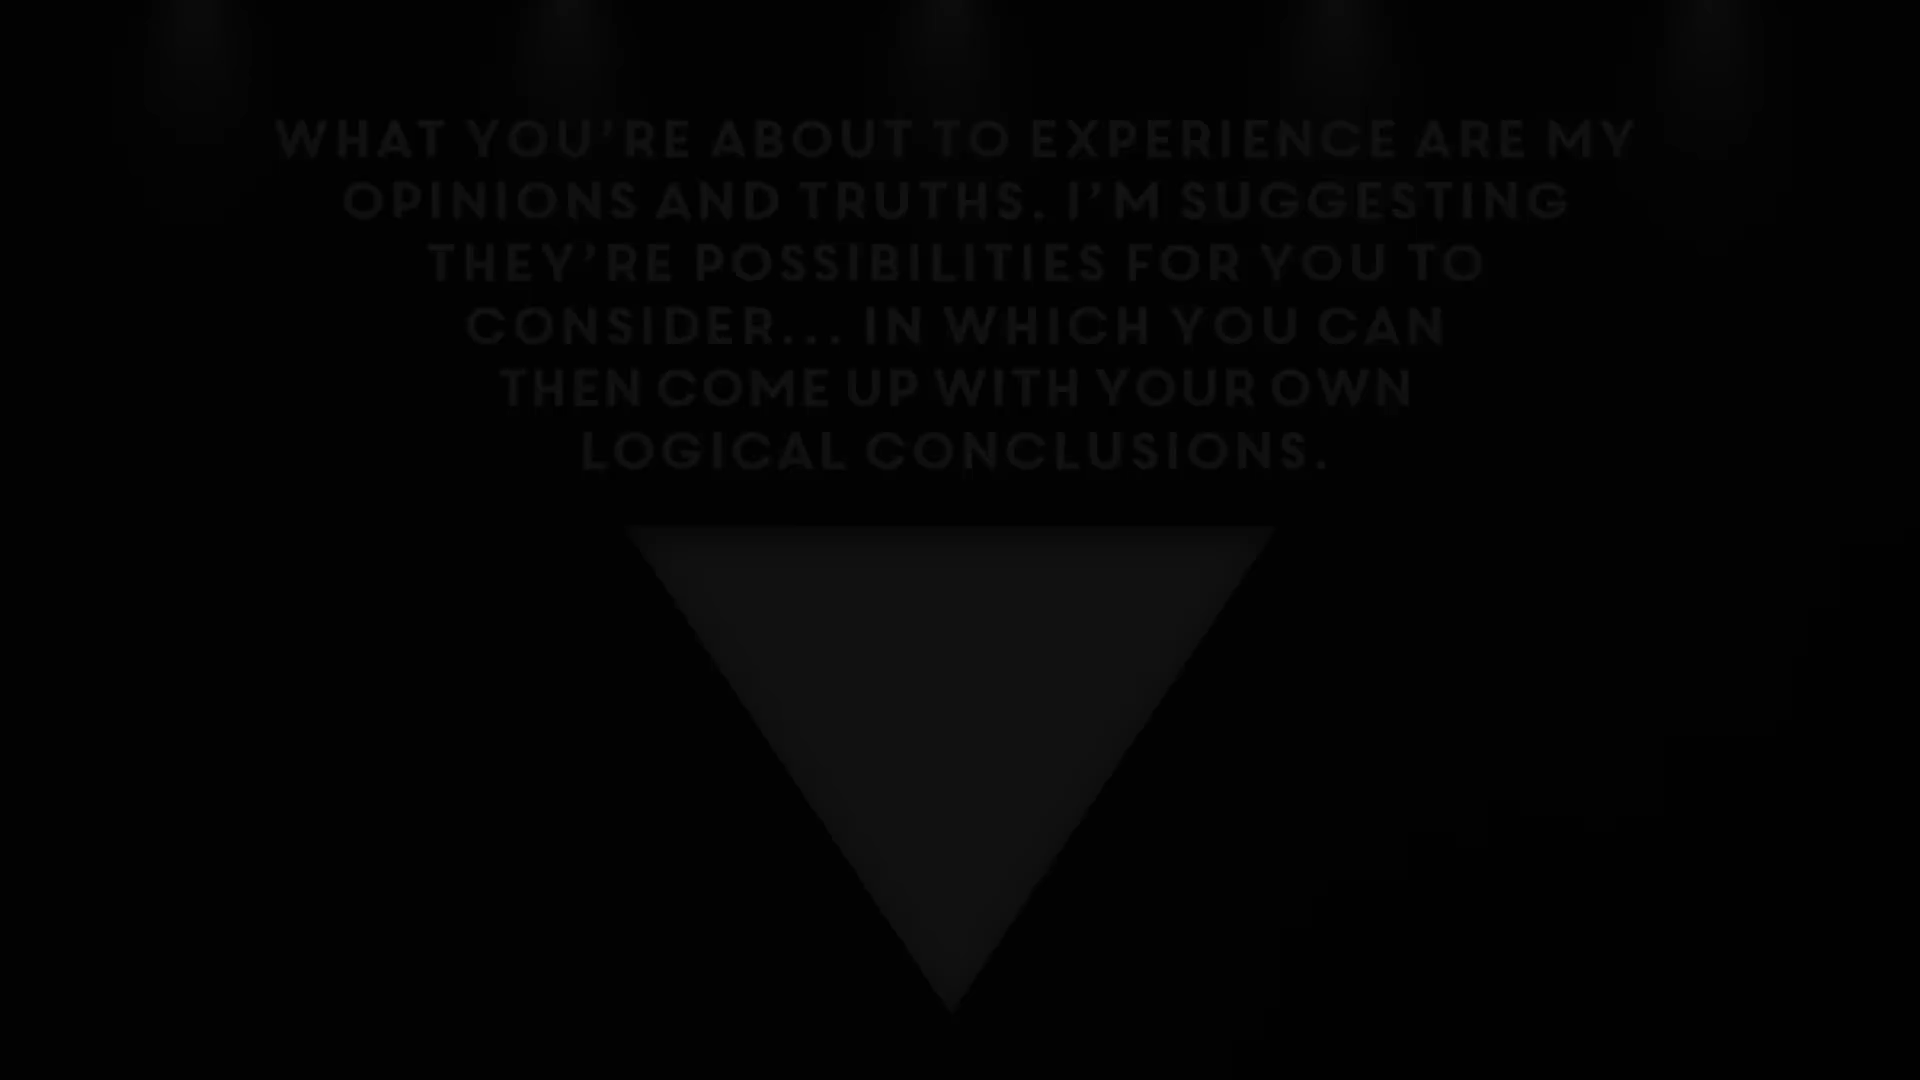 WHAT YOU’RE ABOUT TO EXPERIENCE ARE MY
OPINIONS AND TRUTHS. I’M SUGGESTING
THEY’RE POSSIBILITIES FOR YOU TO
CONSIDER... IN WHICH YOU CAN
THEN COME UP WITH YOUR OWN
LOGICAL CONCLUSIONS.